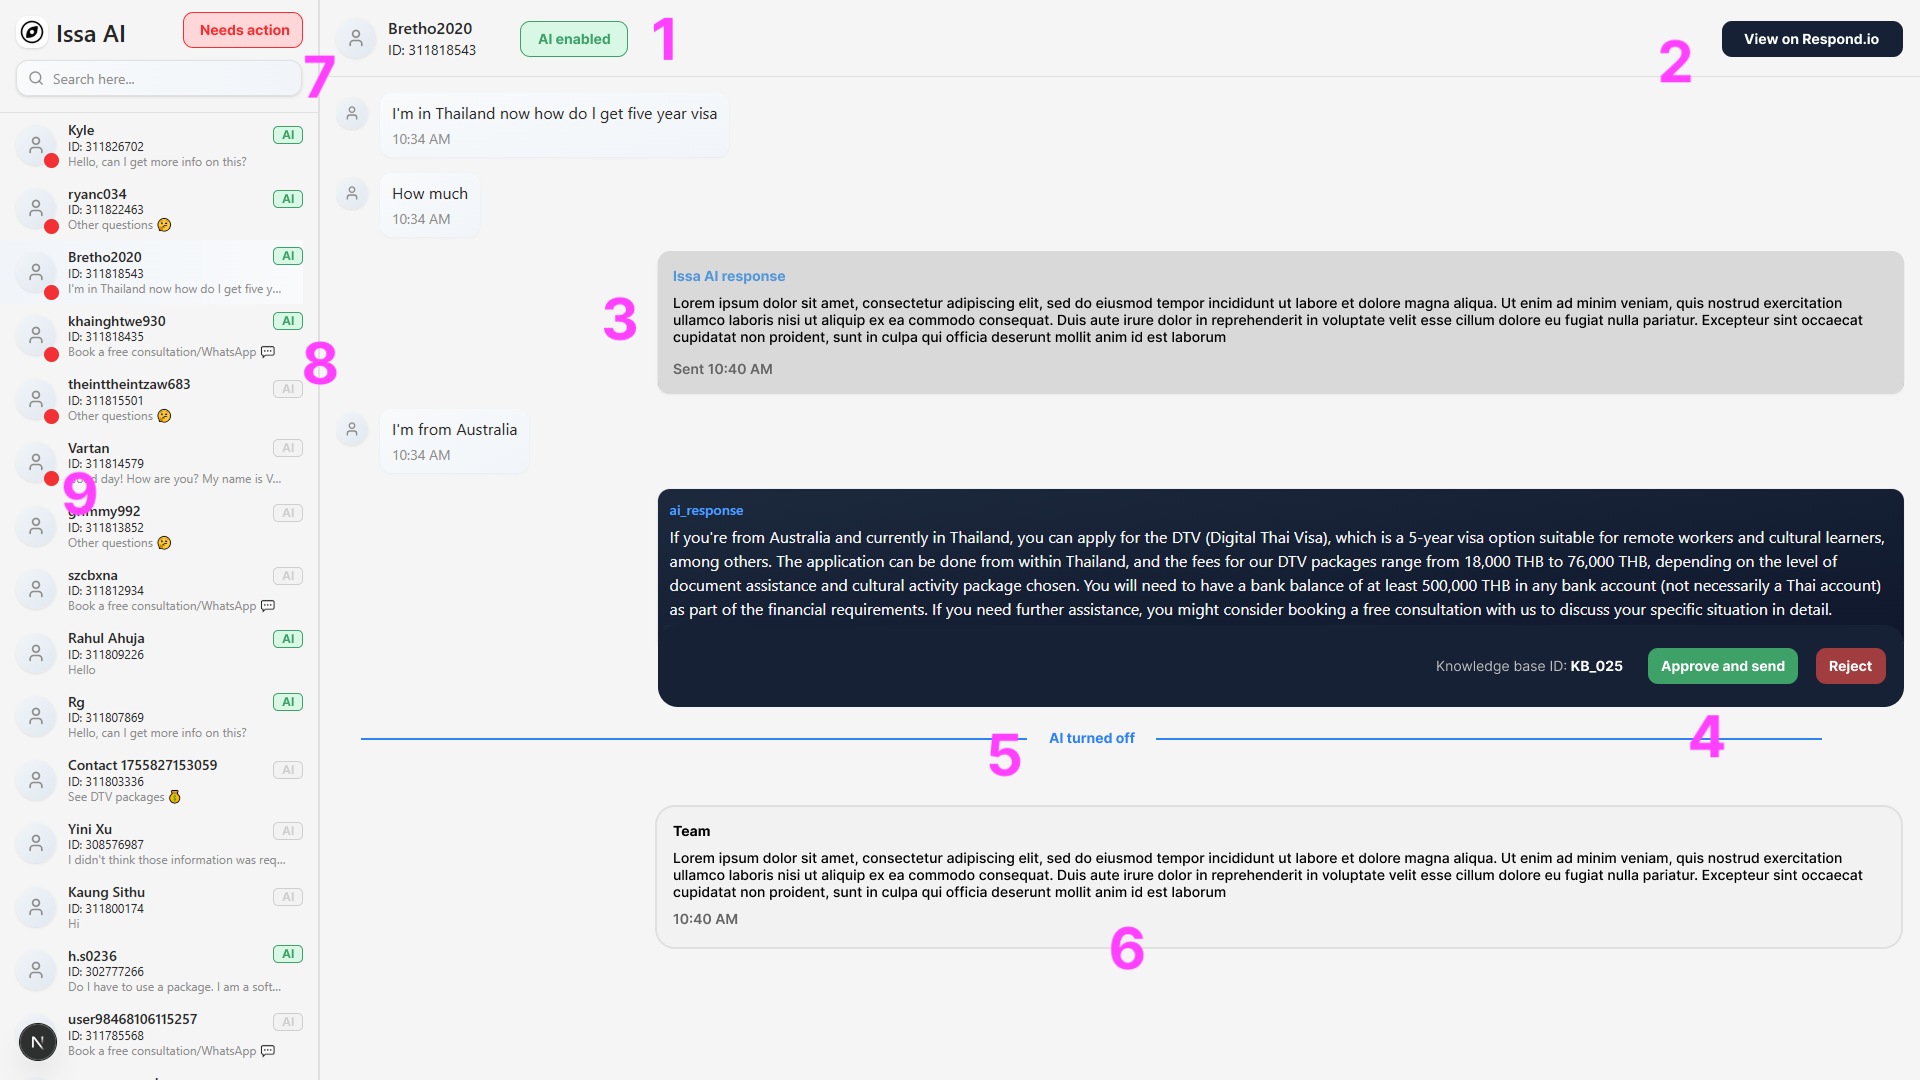 Issa AI
Needs action
7
Search here...
Kyle
AI
ID: 311826702
Hello, can I get more info on this?
ryanc034
AI
ID: 311822463
Other questions 🤔
Bretho2020
AI
ID: 311818543
I'm in Thailand now how do I get five y...
khainghtwe930
AI
ID: 311818435
Book a free consultation/WhatsApp 💬
8
theinttheintzaw683
AI
ID: 311815501
Other questions 🤔
Vartan
AI
ID: 311814579
day! How are you? My name is V...
9
grimmy992
AI
ID: 311813852
Other questions 🤔
szcbxna
AI
ID: 311812934
Book a free consultation/WhatsApp 💬
Rahul Ahuja
AI
ID: 311809226
Hello
Rg
AI
ID: 311807869
Hello, can I get more info on this?
Contact 1755827153059
AI
ID: 311803336
See DTV packages 💰
Yini Xu
AI
ID: 308576987
I didn't think those information was req...
Kaung Sithu
AI
ID: 311800174
Hi
h.s0236
AI
ID: 302777266
Do I have to use a package. I am a soft...
user98468106115257
AI
N
ID: 311785568
Book a free consultation/WhatsApp 💬
Bretho2020
ID: 311818543
AI enabled
1
2
View on Respond.io
I'm in Thailand now how do I get five year visa
10:34 AM
How much
10:34 AM
3
Issa AI response
Lorem ipsum dolor sit amet, consectetur adipiscing elit, sed do eiusmod tempor incididunt ut labore et dolore magna aliqua. Ut enim ad minim veniam, quis nostrud exercitation
ullamco laboris nisi ut aliquip ex ea commodo consequat. Duis aute irure dolor in reprehenderit in voluptate velit esse cillum dolore eu fugiat nulla pariatur. Excepteur sint occaecat
cupidatat non proident, sunt in culpa qui officia deserunt mollit anim id est laborum
Sent 10:40 AM
I'm from Australia
10:34 AM
ai_response
If you're from Australia and currently in Thailand, you can apply for the DTV (Digital Thai Visa), which is a 5-year visa option suitable for remote workers and cultural learners,
among others. The application can be done from within Thailand, and the fees for our DTV packages range from 18,000 THB to 76,000 THB, depending on the level of
document assistance and cultural activity package chosen. You will need to have a bank balance of at least 500,000 THB in any bank account (not necessarily a Thai account)
as part of the financial requirements. If you need further assistance, you might consider booking a free consultation with us to discuss your specific situation in detail.
Knowledge base ID: KB_025
Approve and send
Reject
4
5
AI turned off
Team
Lorem ipsum dolor sit amet, consectetur adipiscing elit, sed do eiusmod tempor incididunt ut labore et dolore magna aliqua. Ut enim ad minim veniam, quis nostrud exercitation
ullamco laboris nisi ut aliquip ex ea commodo consequat. Duis aute irure dolor in reprehenderit in voluptate velit esse cillum dolore eu fugiat nulla pariatur. Excepteur sint occaecat
cupidatat non proident, sunt in culpa qui officia deserunt mollit anim id est laborum
10:40 AM
6